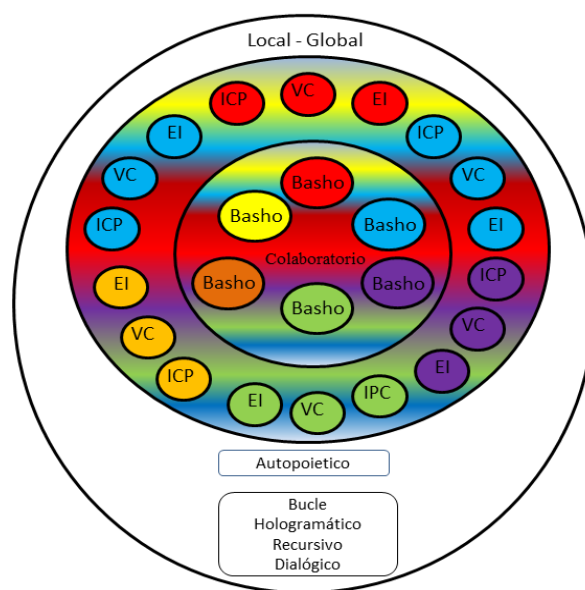 Local - Global
ICP
VC
EI
EI
ICP
VC
VC
ICP
EI
EI
ICP
VC
VC
ICP
EI
EI
VC
IPC
Basho
Basho
Basho
Colaboratorio
Basho
Basho
Basho
Autopoietico
Bucle
Hologramático
Recursivo
Dialógico